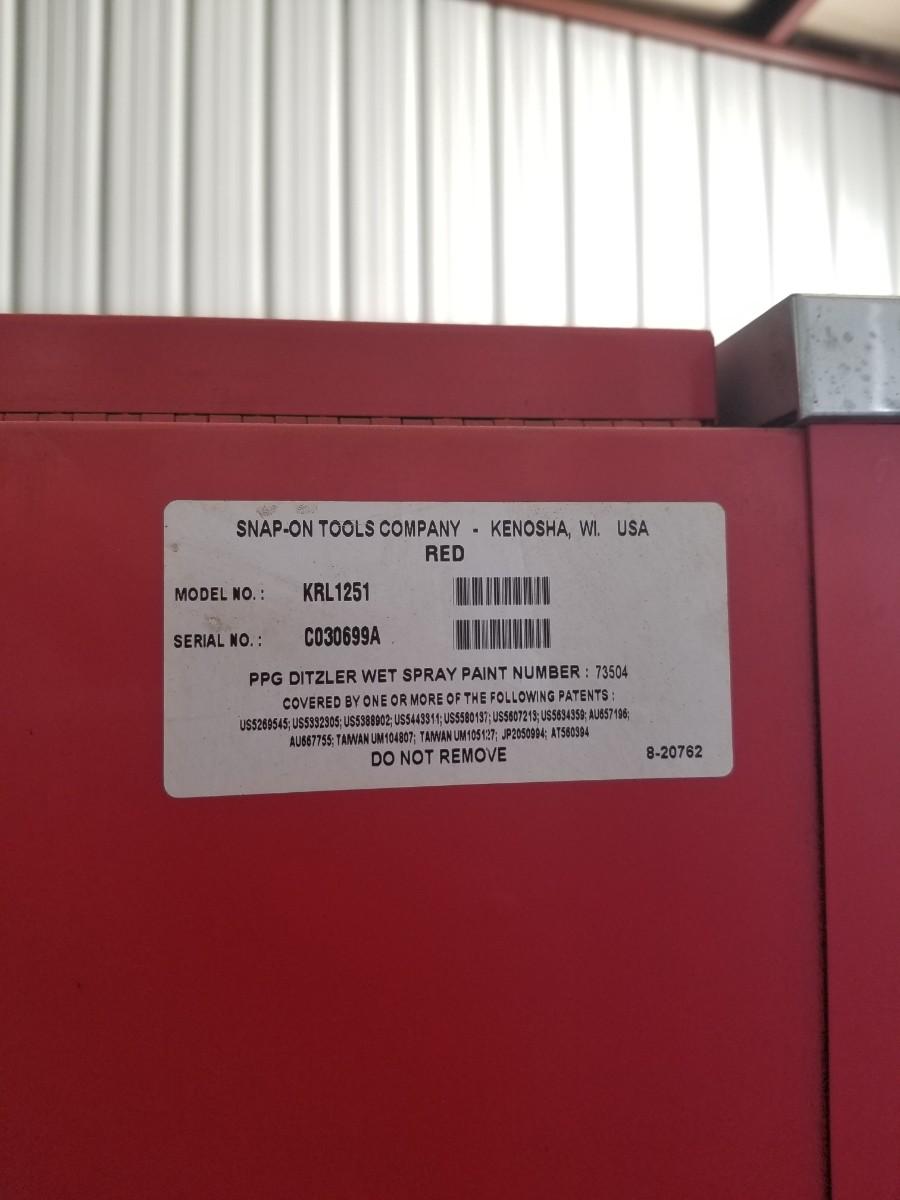 SNAP-ON TOOLS COMPANY - KENOSHA, WI. USA
RED
MODEL NO. : KRL1251
SERIAL NO. : C030699A
PPG DITZLER WET SPRAY PAINT NUMBER : 73504
COVERED BY ONE OR MORE OF THE FOLLOWING PATENTS :
US5269545; US5332305; US5388902; US5443311; US5580137; US5607213; US5634359; AU657196;
AU667755; TAIWAN UM104807; TAIWAN UM105127; JP2050994; AT560394
DO NOT REMOVE
8-20762